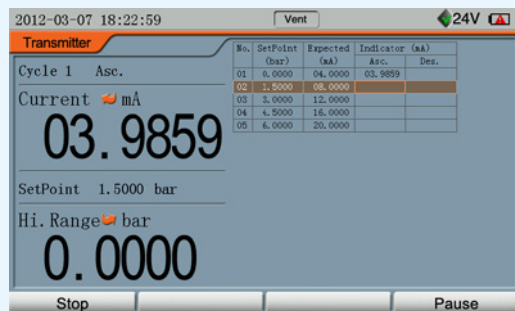 2012-03-07 18:22:59 Vent 24V
Transmitter
Cycle 1 Asc.
Current mA
03.9859
SetPoint 1.5000 bar
Hi.Range bar
0.0000
No. SetPoint Expected Indicator (mA)
(bar) (mA) Asc. Des.
01 0.0000 04.0000 03.9859
02 1.5000 08.0000
03 3.0000 12.0000
04 4.5000 16.0000
05 6.0000 20.0000
Stop Pause